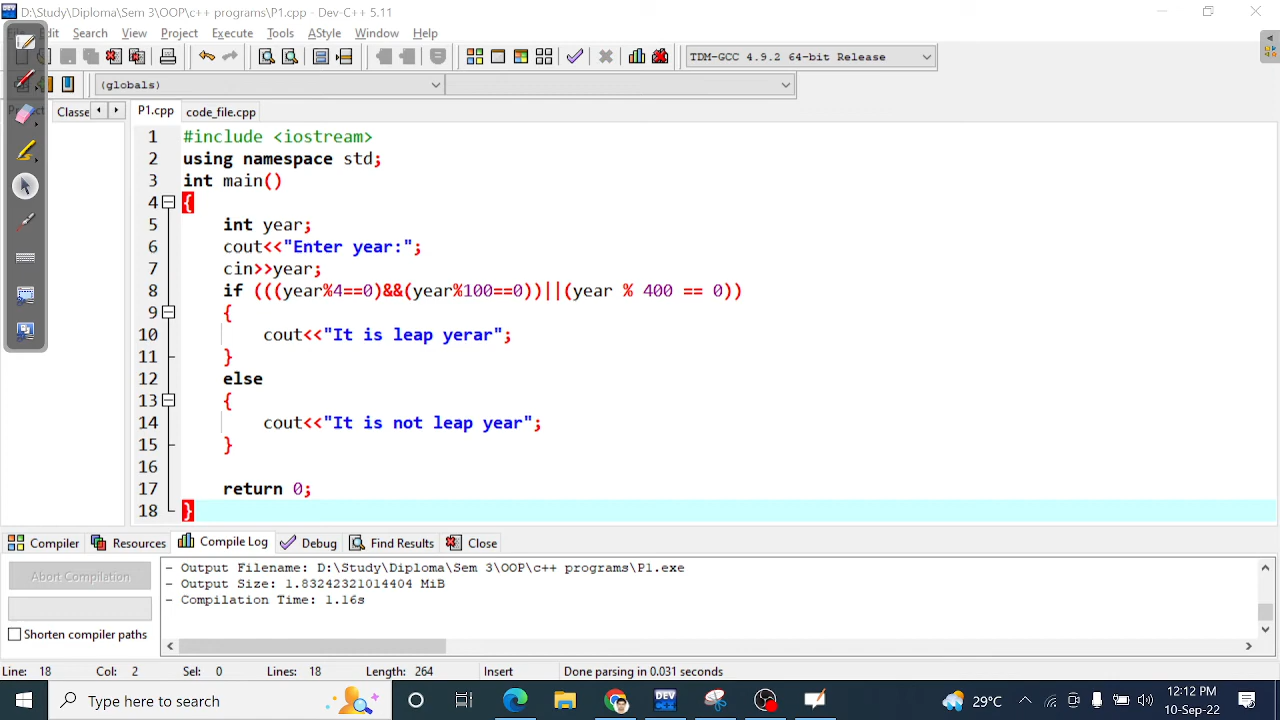 D:\Study\Diploma\Sem 3\OOP\c++ programs\P1.cpp - Dev-C++ 5.11
Search View Project Execute Tools AStyle Window Help
TDM-GCC 4.9.2 64-bit Release
(globals)
Classe P1.cpp code_file.cpp
1 #include <iostream>
2 using namespace std;
3 int main()
4 {
5 int year;
6 cout<<"Enter year:";
7 cin>>year;
8 if (((year%4==0)&&(year%100==0))||(year % 400 == 0))
9 {
10 cout<<"It is leap yerar";
11 }
12 else
13 {
14 cout<<"It is not leap year";
15 }
16
17 return 0;
18 }
Compiler Resources Compile Log Debug Find Results Close
Abort Compilation
Shorten compiler paths
- Output Filename: D:\Study\Diploma\Sem 3\OOP\c++ programs\P1.exe
- Output Size: 1.83242321014404 MiB
- Compilation Time: 1.16s
Line: 18 Col: 2 Sel: 0 Lines: 18 Length: 264 Insert Done parsing in 0.031 seconds
Type here to search
DEV
29°C
12:12 PM
10-Sep-22